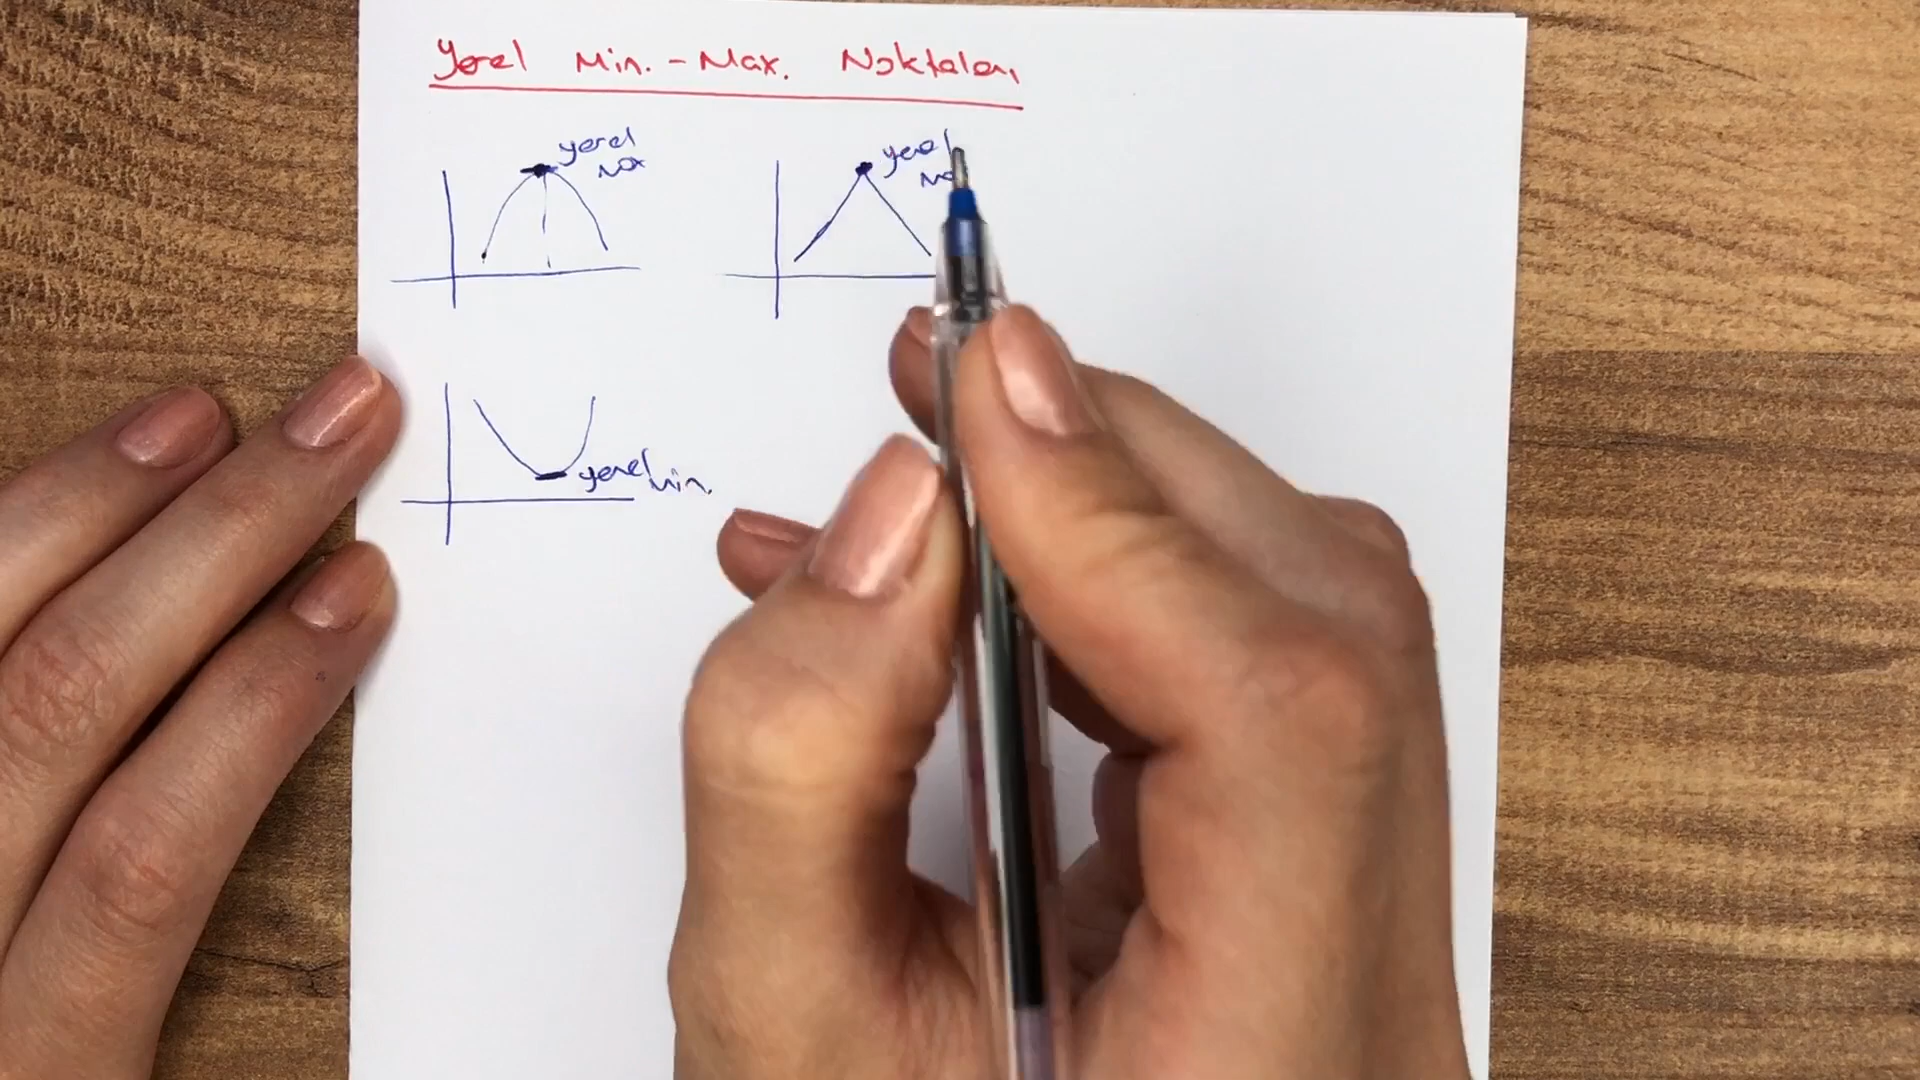 Yerel Min. - Max. Noktaları
yerel
max
yerel
yerel min.